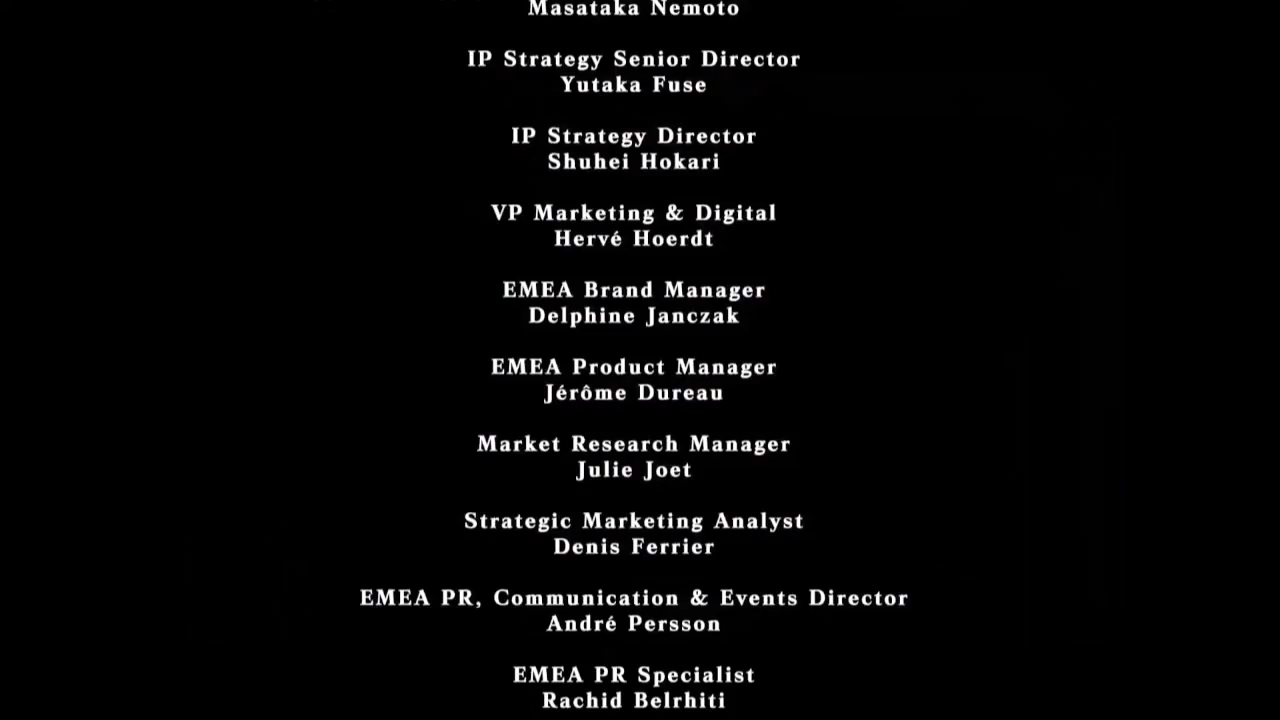 Masataka Nemoto
IP Strategy Senior Director
Yutaka Fuse
IP Strategy Director
Shuhei Hokari
VP Marketing & Digital
Hervé Hoerdt
EMEA Brand Manager
Delphine Janczak
EMEA Product Manager
Jérôme Dureau
Market Research Manager
Julie Joet
Strategic Marketing Analyst
Denis Ferrier
EMEA PR, Communication & Events Director
André Persson
EMEA PR Specialist
Rachid Belrhiti